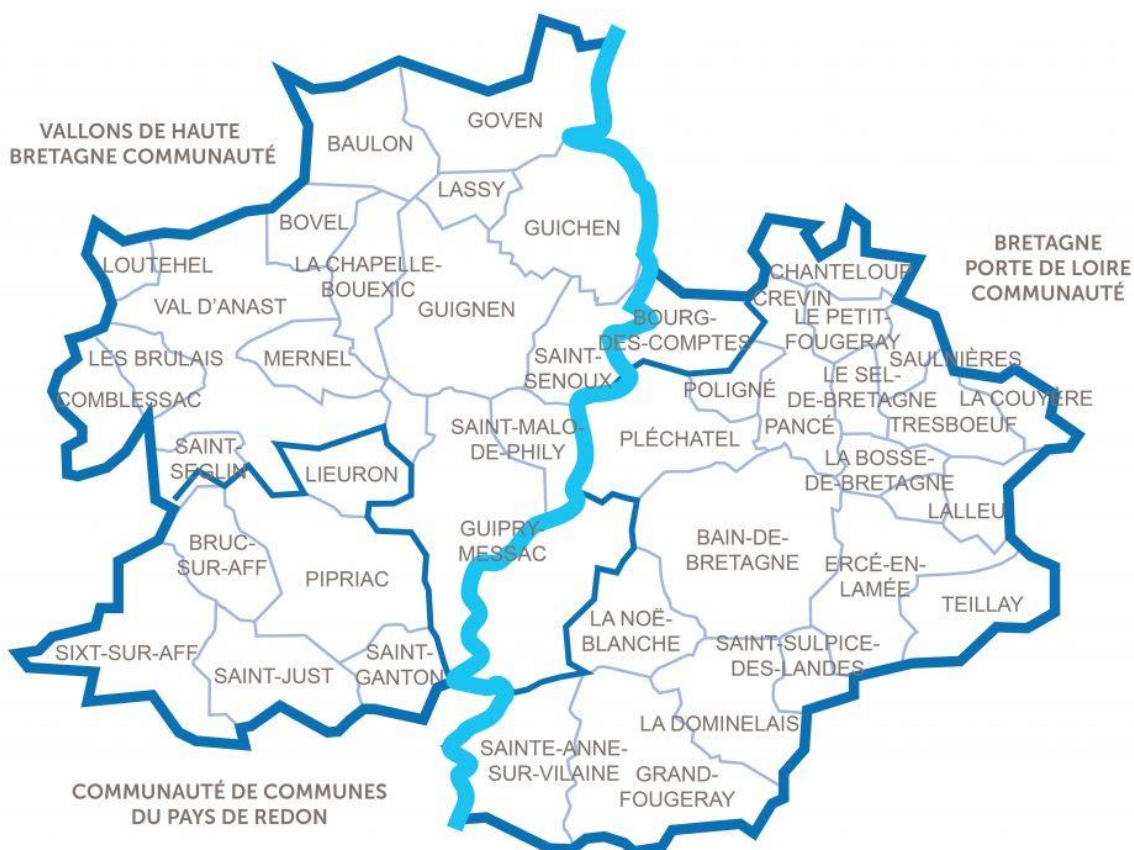 VALLONS DE HAUTE
BRETAGNE COMMUNAUTÉ
GOVEN
BAULON
LASSY
GUICHEN
BOVEL
LOUTEHEL
LA CHAPELLE-
BOUEXIC
VAL D'ANAST
GUIGNEN
LES BRULAIS
MERNEL
COMBLESSAC
SAINT-
SENOUX
SAINT-MALO-
DE-PHILY
SAINT-
SEGLIN
LIEURON
GUIPRY-
MESSAC
BRUC-
SUR-AFF
PIPRIAC
SIXT-SUR-AFF
SAINT-JUST
SAINT-
GANTON
COMMUNAUTÉ DE COMMUNES
DU PAYS DE REDON
BRETAGNE
PORTE DE LOIRE
COMMUNAUTÉ
CHANTELOUP
CREVIN
BOURG-
DES-COMPTES
LE PETIT-
FOUGERAY
SAULNIÈRES
POLIGNÉ
LE SEL-
DE-BRETAGNE
LA COUYÈRE
PLÉCHATEL
PANCÉ
TRESBOEUF
LA BOSSE-
DE-BRETAGNE
LALLEU
BAIN-DE-
BRETAGNE
ERCÉ-EN-
LAMÉE
TEILLAY
LA NOË-
BLANCHE
SAINT-SULPICE-
DES-LANDES
LA DOMINELAIS
SAINTE-ANNE-
SUR-VILAINE
GRAND-
FOUGERAY